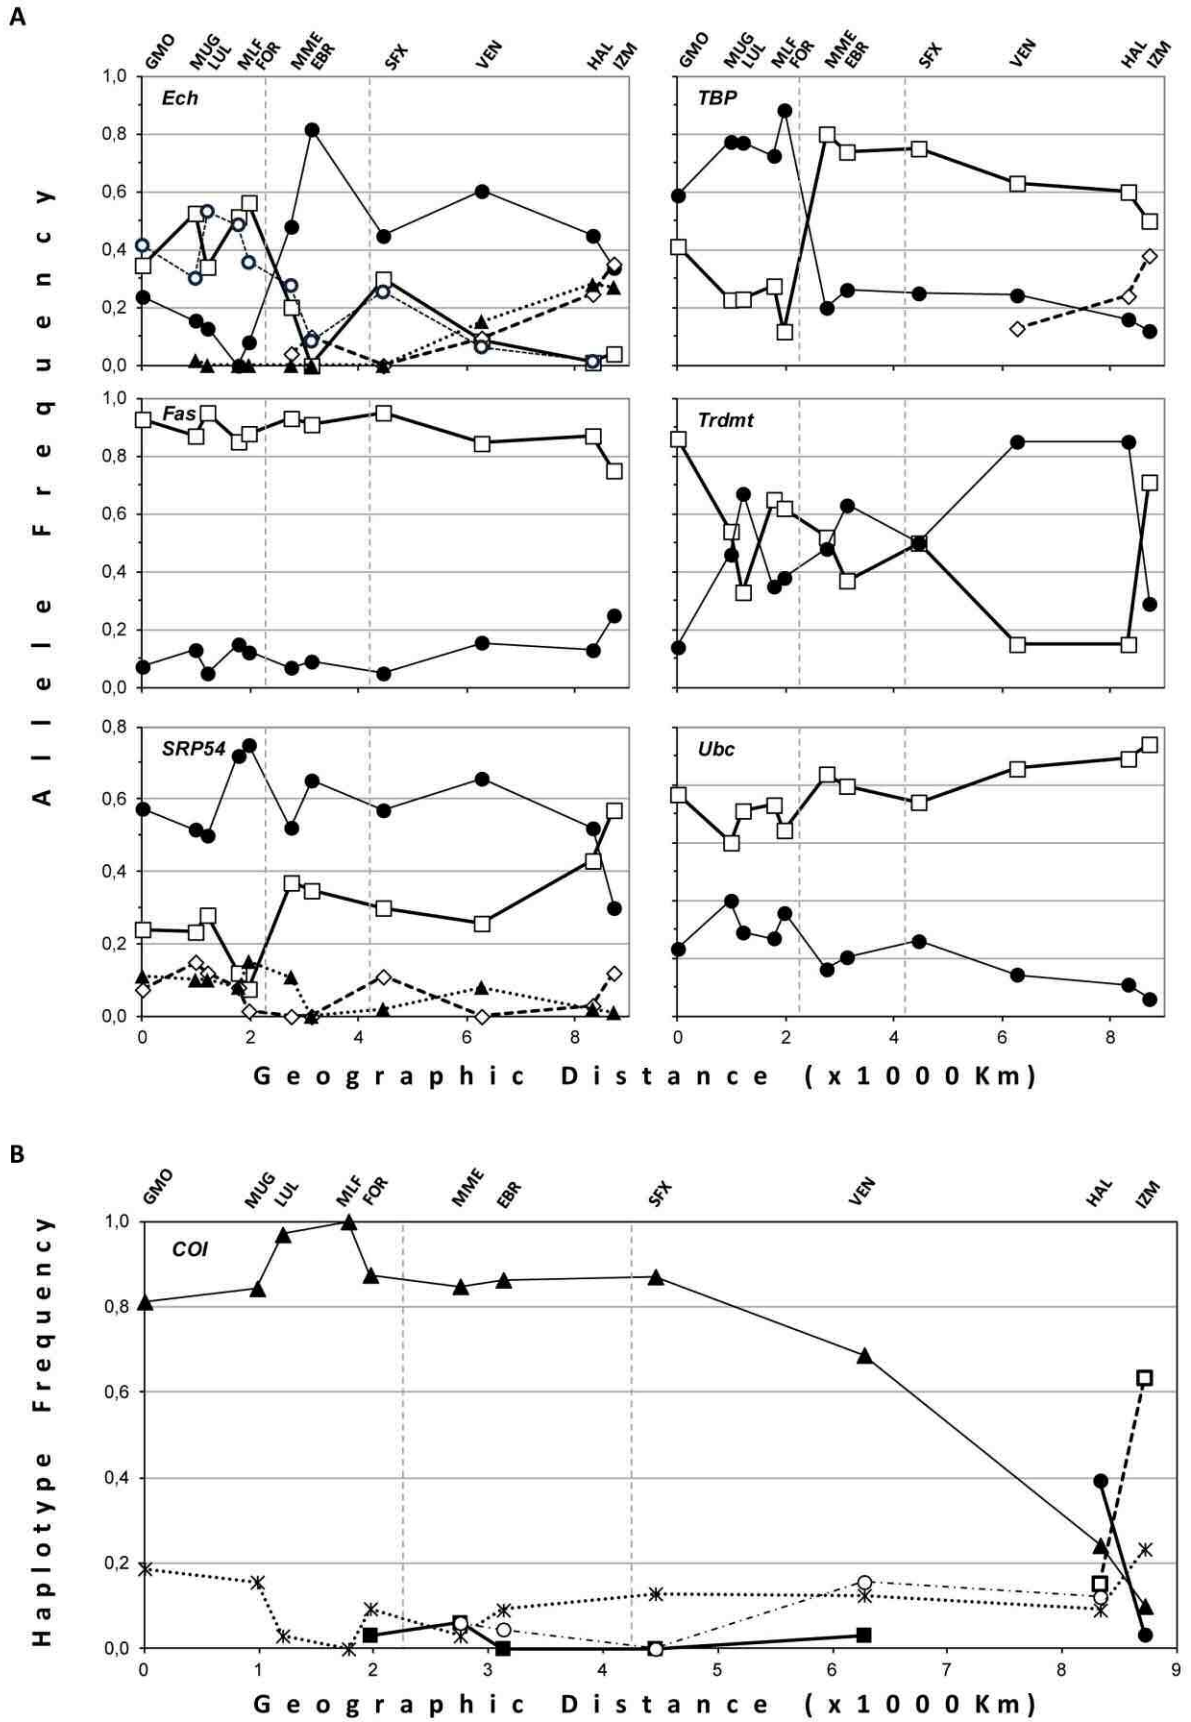 A
GMO MUG LUL MLF FOR MME EBR SFX VEN HAL IZM
GMO MUG LUL MLF FOR MME EBR SFX VEN HAL IZM
Allele Frequency
1,0
0,8
0,6
0,4
0,2
0,0
Ech
TBP
1,0
0,8
0,6
0,4
0,2
0,0
Fas
Trdmt
0,8
0,6
0,4
0,2
0,0
SRP54
Ubc
0 2 4 6 8
0 2 4 6 8
Geographic Distance (x1000Km)
B
GMO MUG LUL MLF FOR MME EBR SFX VEN HAL IZM
Haplotype Frequency
1,0
0,8
0,6
0,4
0,2
0,0
COI
0 1 2 3 4 5 6 7 8 9
Geographic Distance (x1000Km)